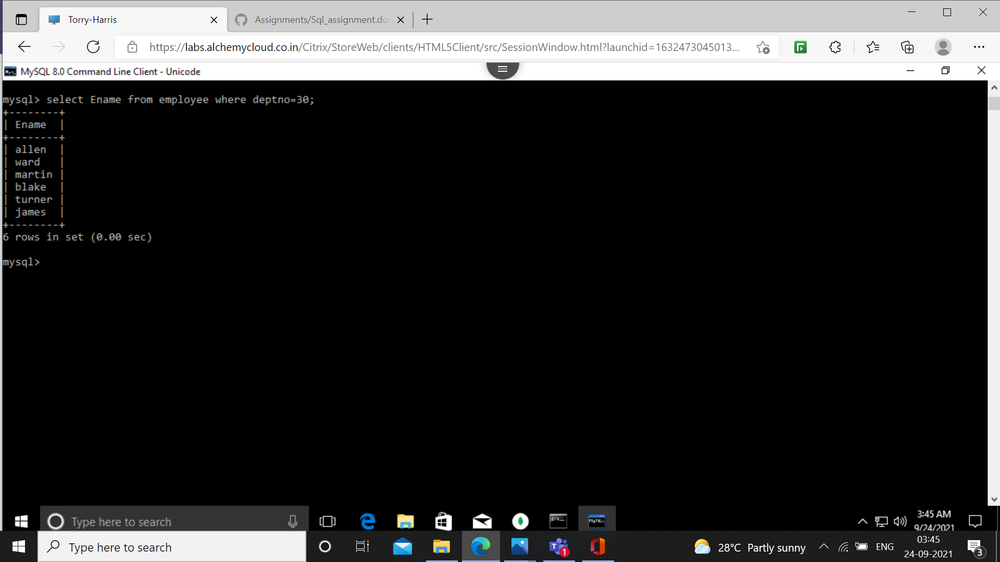 Torry-Harris
Assignments/Sql_assignment.do
https://labs.alchemycloud.co.in/Citrix/StoreWeb/clients/HTML5Client/src/SessionWindow.html?launchid=1632473045013...
MySQL 8.0 Command Line Client - Unicode
mysql> select Ename from employee where deptno=30;
+--------+
| Ename  |
+--------+
| allen  |
| ward   |
| martin |
| blake  |
| turner |
| james  |
+--------+
6 rows in set (0.00 sec)
mysql>
Type here to search
3:45 AM
9/24/2021
Type here to search
1
28°C Partly sunny
ENG
03:45
24-09-2021
3